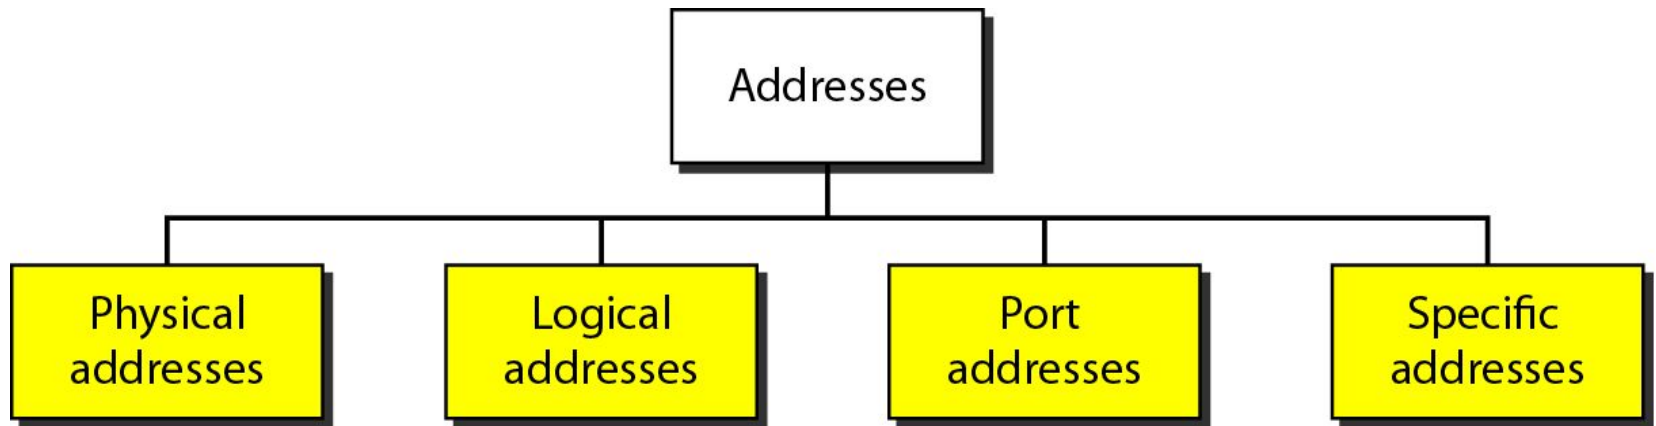 Addresses
Physical
addresses
Logical
addresses
Port
addresses
Specific
addresses